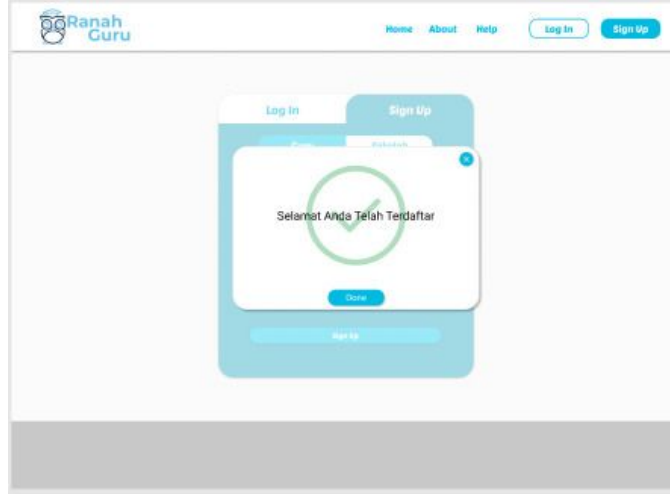 Ranah
Guru
Home About Help Log In Sign Up
Log In Sign Up
Sekolah
Selamat Anda Telah Terdaftar
Done
Sign Up